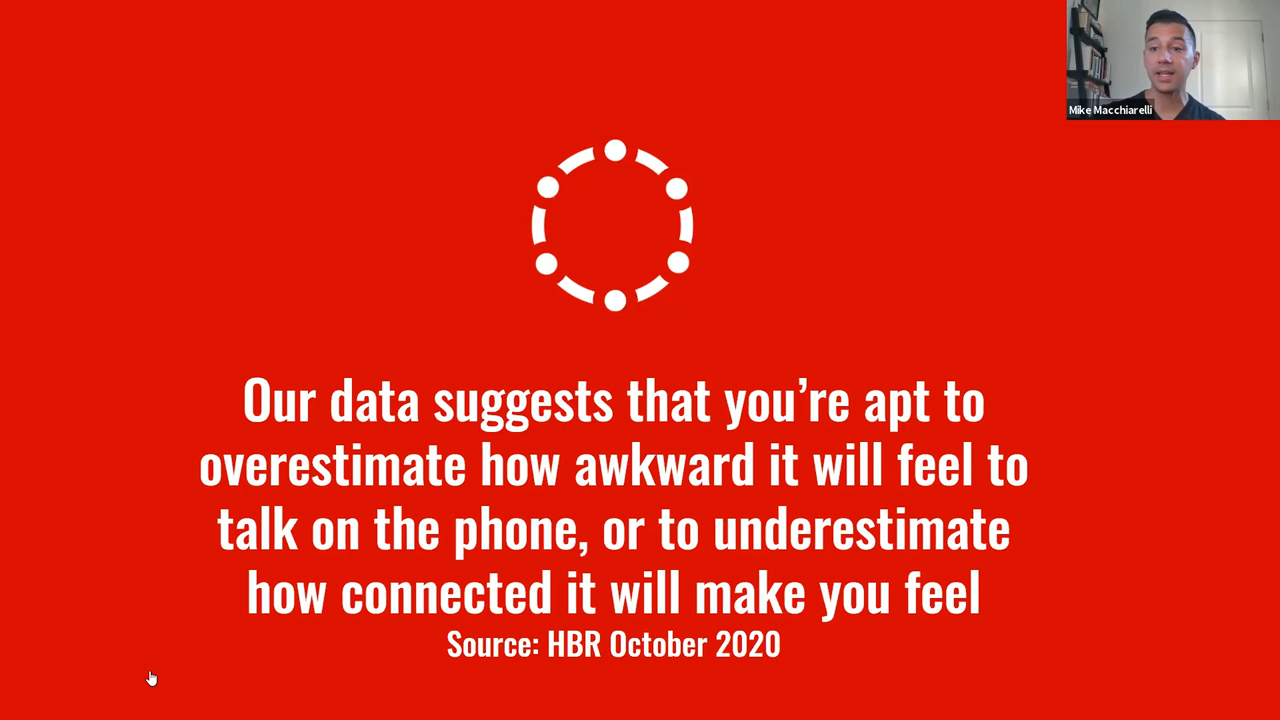 Mike Macchiarelli
Our data suggests that you’re apt to
overestimate how awkward it will feel to
talk on the phone, or to underestimate
how connected it will make you feel
Source: HBR October 2020